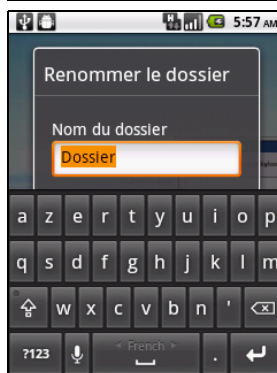 5:57 AM
Renommer le dossier
Nom du dossier
Dossier
a z e r t y u i o p
q s d f g h j k l m
w x c v b n '
?123 French .